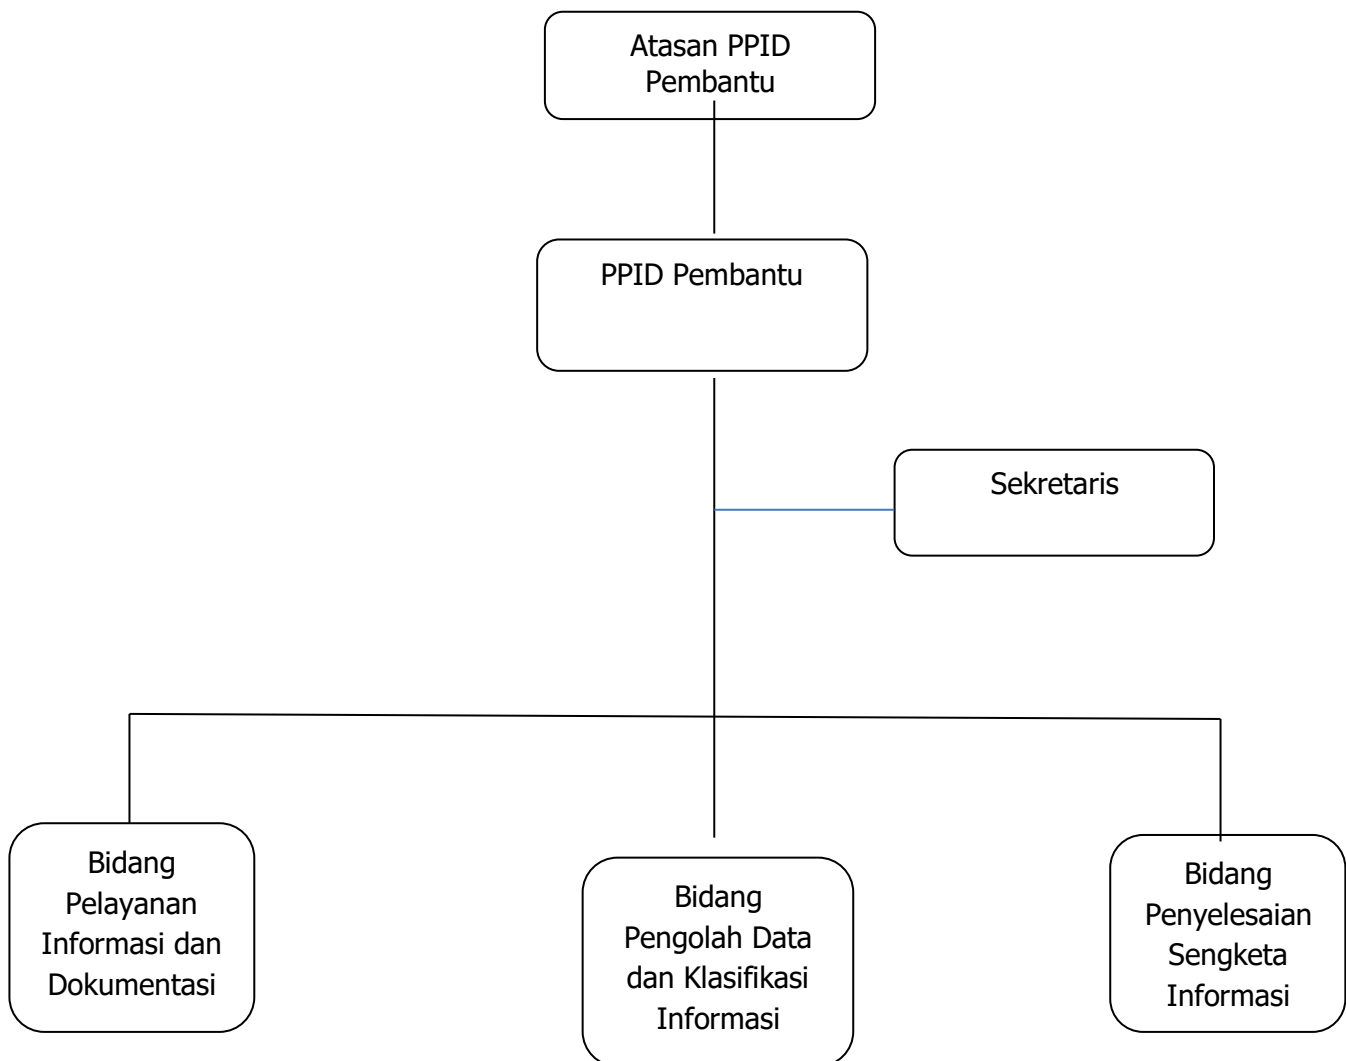 Atasan PPID
Pembantu
PPID Pembantu
Sekretaris
Bidang
Pelayanan
Informasi dan
Dokumentasi
Bidang
Pengolah Data
dan Klasifikasi
Informasi
Bidang
Penyelesaian
Sengketa
Informasi